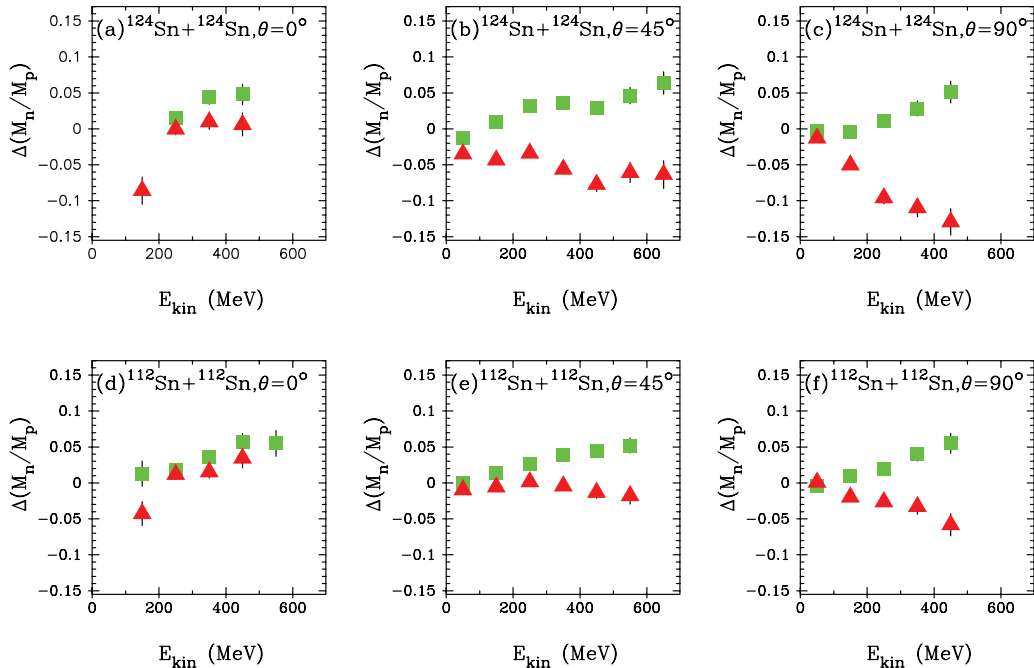 (a)¹²⁴Sn+¹²⁴Sn,θ=0°
0.15
0.1
0.05
0
−0.05
−0.1
−0.15
Δ(Mₙ/Mₚ)
0 200 400 600
E_kin (MeV)
(b)¹²⁴Sn+¹²⁴Sn,θ=45°
0.15
0.1
0.05
0
−0.05
−0.1
−0.15
Δ(Mₙ/Mₚ)
0 200 400 600
E_kin (MeV)
(c)¹²⁴Sn+¹²⁴Sn,θ=90°
0.15
0.1
0.05
0
−0.05
−0.1
−0.15
Δ(Mₙ/Mₚ)
0 200 400 600
E_kin (MeV)
(d)¹¹²Sn+¹¹²Sn,θ=0°
0.15
0.1
0.05
0
−0.05
−0.1
−0.15
Δ(Mₙ/Mₚ)
0 200 400 600
E_kin (MeV)
(e)¹¹²Sn+¹¹²Sn,θ=45°
0.15
0.1
0.05
0
−0.05
−0.1
−0.15
Δ(Mₙ/Mₚ)
0 200 400 600
E_kin (MeV)
(f)¹¹²Sn+¹¹²Sn,θ=90°
0.15
0.1
0.05
0
−0.05
−0.1
−0.15
Δ(Mₙ/Mₚ)
0 200 400 600
E_kin (MeV)